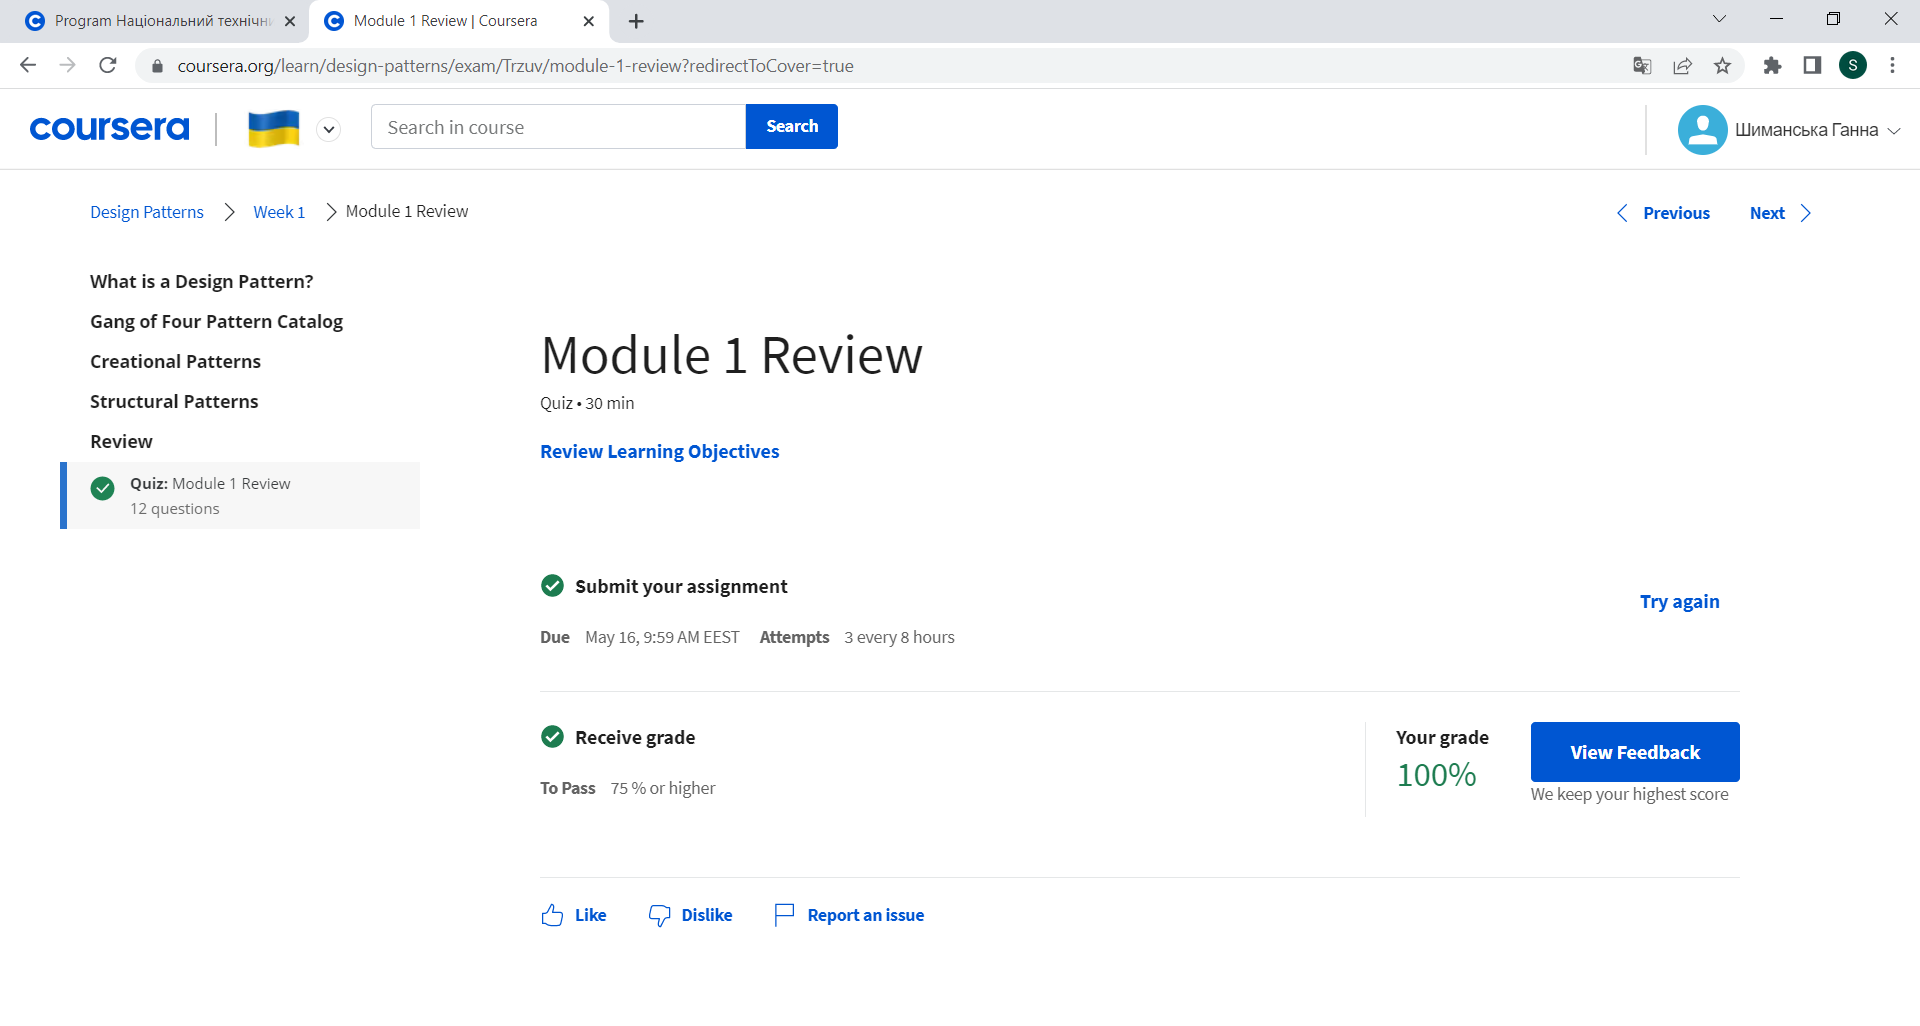 Program Національний технічн
Module 1 Review | Coursera
coursera.org/learn/design-patterns/exam/Trzuv/module-1-review?redirectToCover=true
S
coursera
Search in course
Search
Шиманська Ганна
Design Patterns
Week 1
Module 1 Review
Previous
Next
What is a Design Pattern?
Gang of Four Pattern Catalog
Creational Patterns
Structural Patterns
Review
Quiz: Module 1 Review
12 questions
Module 1 Review
Quiz • 30 min
Review Learning Objectives
Submit your assignment
Try again
Due May 16, 9:59 AM EEST Attempts 3 every 8 hours
Receive grade
Your grade
View Feedback
100%
To Pass 75 % or higher
We keep your highest score
Like
Dislike
Report an issue